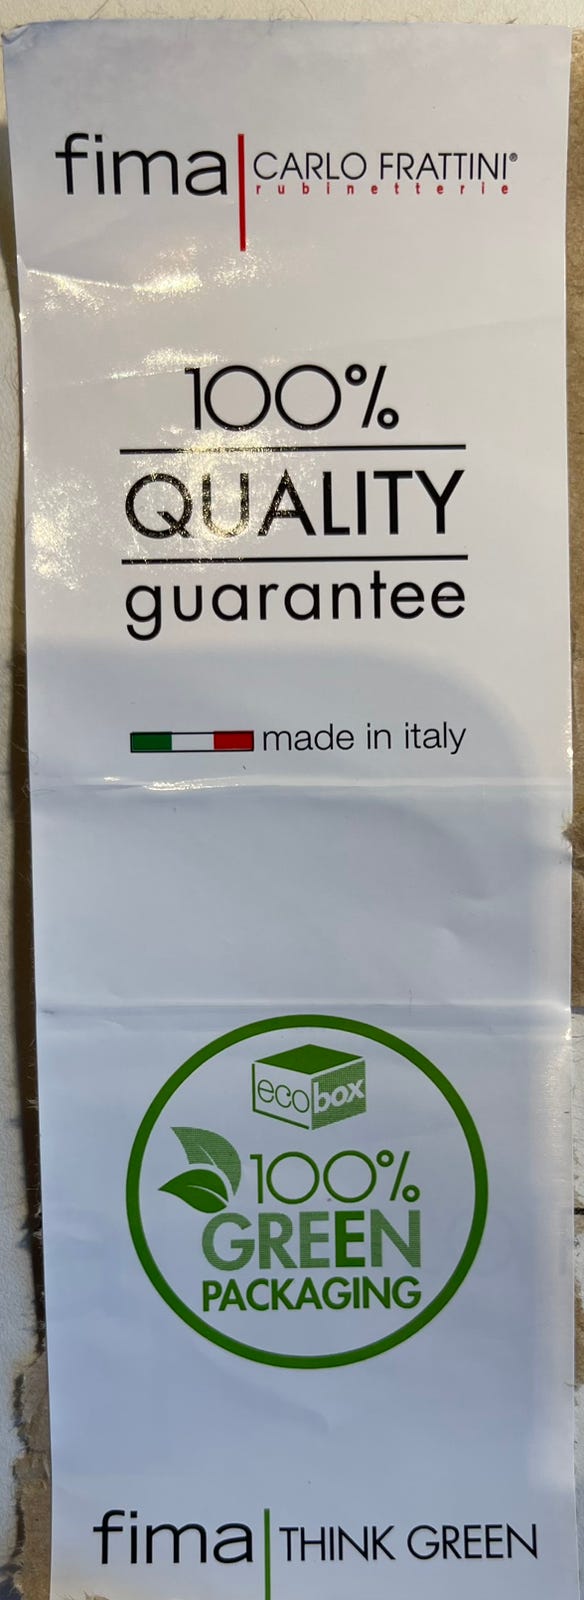 fima CARLO FRATTINI®
rubinetterie
100%
QUALITY
guarantee
made in italy
ecobox
100%
GREEN
PACKAGING
fima THINK GREEN